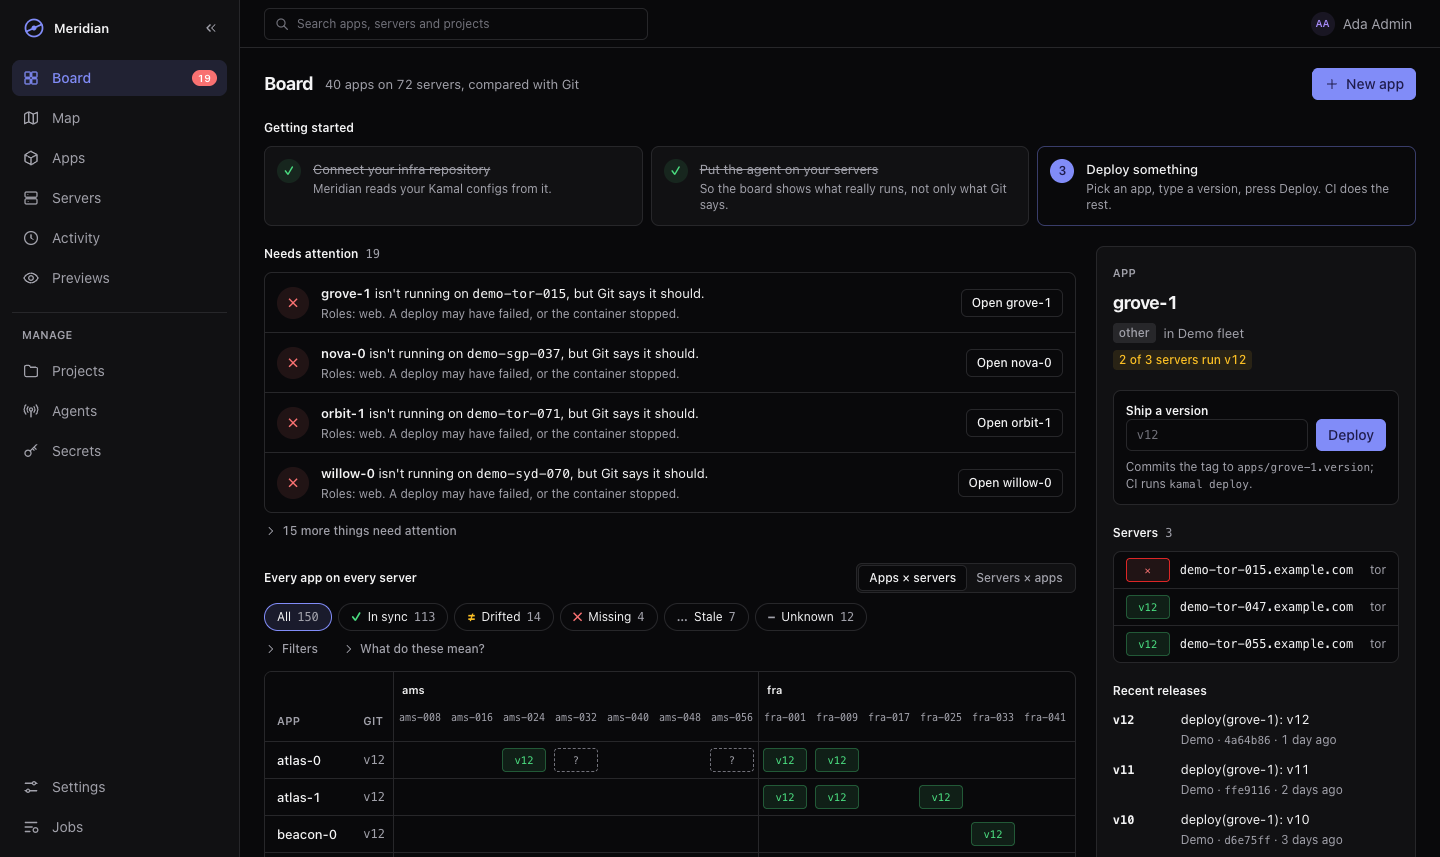 Meridian
Board 19
Map
Apps
Servers
Activity
Previews
MANAGE
Projects
Agents
Secrets
Settings
Jobs
Search apps, servers and projects
AA Ada Admin
Board 40 apps on 72 servers, compared with Git
+ New app
Getting started
Connect your infra repository
Meridian reads your Kamal configs from it.
Put the agent on your servers
So the board shows what really runs, not only what Git
says.
3 Deploy something
Pick an app, type a version, press Deploy. CI does the
rest.
Needs attention 19
grove-1 isn't running on demo-tor-015, but Git says it should.
Roles: web. A deploy may have failed, or the container stopped.
Open grove-1
nova-0 isn't running on demo-sgp-037, but Git says it should.
Roles: web. A deploy may have failed, or the container stopped.
Open nova-0
orbit-1 isn't running on demo-tor-071, but Git says it should.
Roles: web. A deploy may have failed, or the container stopped.
Open orbit-1
willow-0 isn't running on demo-syd-070, but Git says it should.
Roles: web. A deploy may have failed, or the container stopped.
Open willow-0
15 more things need attention
Every app on every server
Apps × servers Servers × apps
All 150 In sync 113 ≠ Drifted 14 Missing 4 … Stale 7 – Unknown 12
Filters What do these mean?
ams fra
APP GIT ams-008 ams-016 ams-024 ams-032 ams-040 ams-048 ams-056 fra-001 fra-009 fra-017 fra-025 fra-033 fra-041
atlas-0 v12 v12 ? ? v12 v12
atlas-1 v12 v12 v12 v12
beacon-0 v12 v12
APP
grove-1
other in Demo fleet
2 of 3 servers run v12
Ship a version
v12 Deploy
Commits the tag to apps/grove-1.version;
CI runs kamal deploy.
Servers 3
× demo-tor-015.example.com tor
v12 demo-tor-047.example.com tor
v12 demo-tor-055.example.com tor
Recent releases
v12 deploy(grove-1): v12
Demo · 4a64b86 · 1 day ago
v11 deploy(grove-1): v11
Demo · ffe9116 · 2 days ago
v10 deploy(grove-1): v10
Demo · d6e75ff · 3 days ago